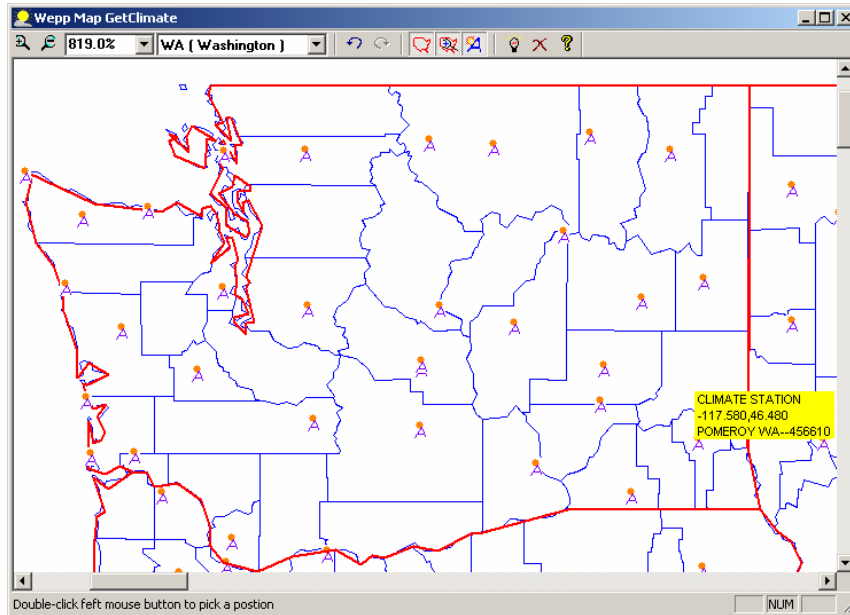 Wepp Map GetClimate
819.0% WA ( Washington )
CLIMATE STATION
-117.580,46.480
POMEROY WA--456610
Double-click feft mouse button to pick a postion
NUM